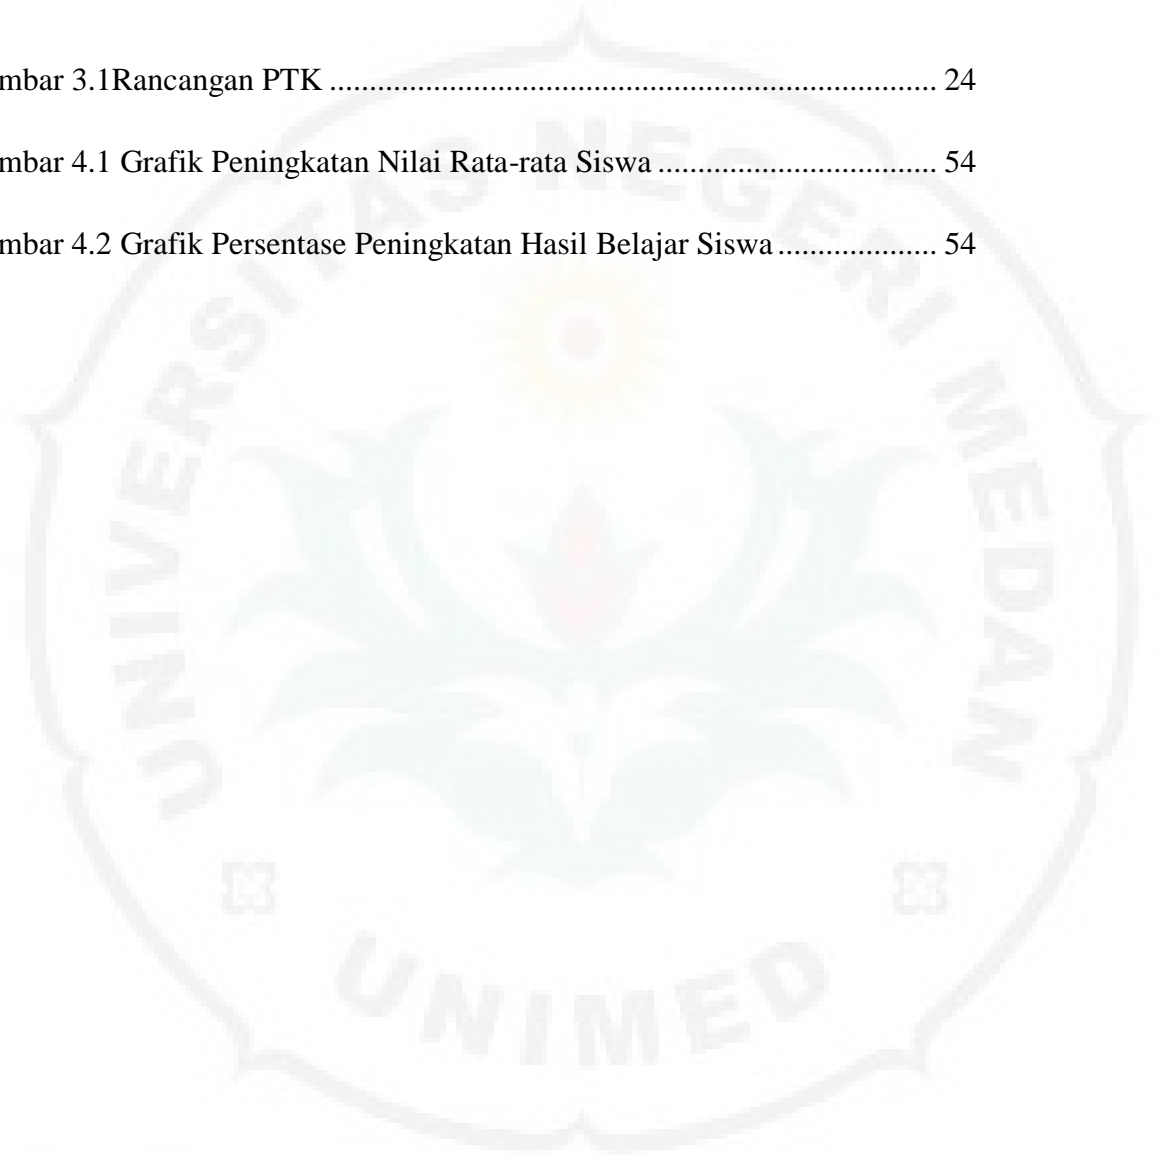 mbar 3.1Rancangan PTK ........................................................................... 24
mbar 4.1 Grafik Peningkatan Nilai Rata-rata Siswa .................................. 54
mbar 4.2 Grafik Persentase Peningkatan Hasil Belajar Siswa ................... 54
UNIVERSITAS NEGERI MEDAN
UNIMED